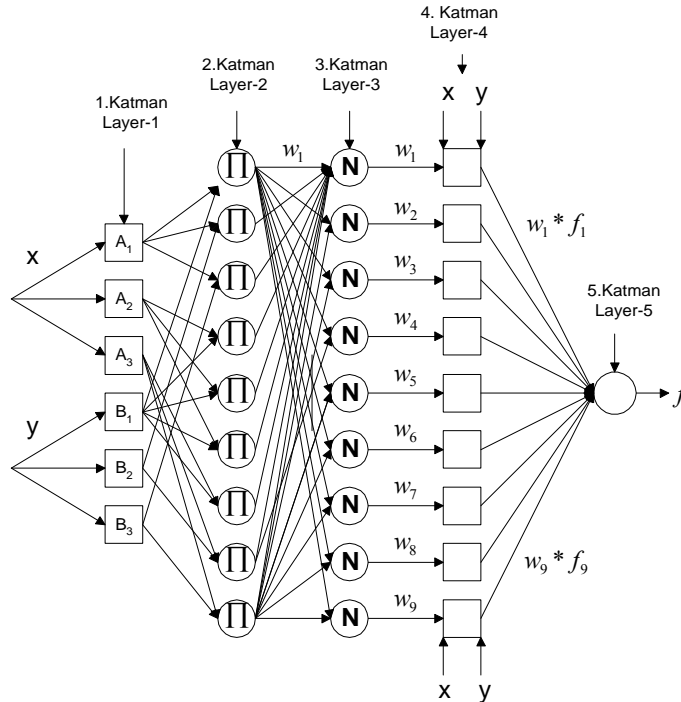 4. Katman
Layer-4
2.Katman
Layer-2
3.Katman
Layer-3
1.Katman
Layer-1
x y
5.Katman
Layer-5
x
y
A₁
A₂
A₃
B₁
B₂
B₃
Π
Π
Π
Π
Π
Π
Π
Π
Π
w₁
N
N
N
N
N
N
N
N
N
w₁
w₂
w₃
w₄
w₅
w₆
w₇
w₈
w₉
w₁ * f₁
w₉ * f₉
f
x y